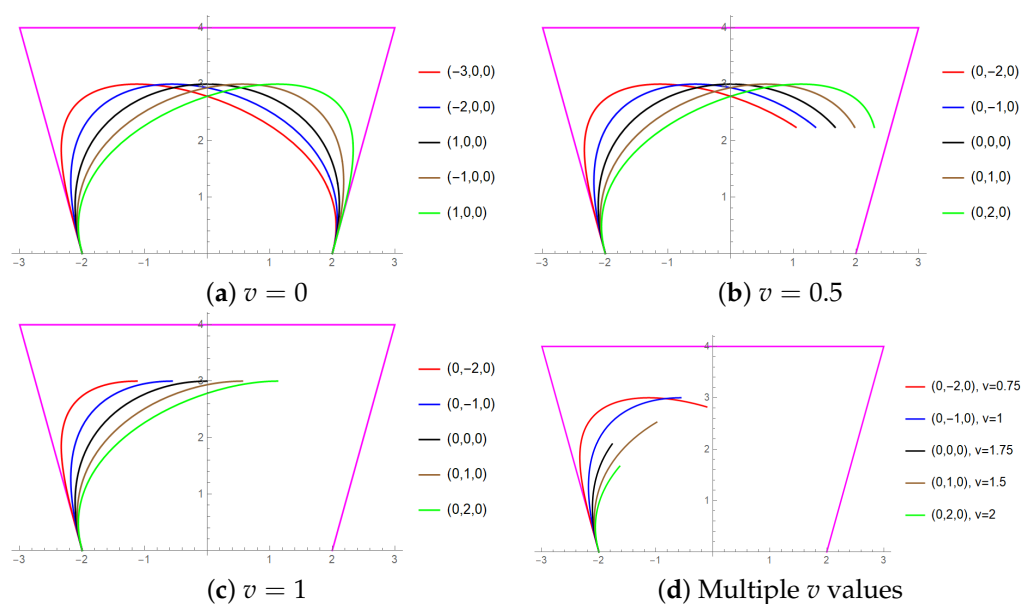 4
3
2
1
-3 -2 -1 1 2 3
(-3,0,0)
(-2,0,0)
(1,0,0)
(-1,0,0)
(1,0,0)
(a) v = 0
4
3
2
1
-3 -2 -1 1 2 3
(0,-2,0)
(0,-1,0)
(0,0,0)
(0,1,0)
(0,2,0)
(b) v = 0.5
4
3
2
1
-3 -2 -1 1 2 3
(0,-2,0)
(0,-1,0)
(0,0,0)
(0,1,0)
(0,2,0)
(c) v = 1
4
3
2
1
-3 -2 -1 1 2 3
(0,-2,0), v=0.75
(0,-1,0), v=1
(0,0,0), v=1.75
(0,1,0), v=1.5
(0,2,0), v=2
(d) Multiple v values